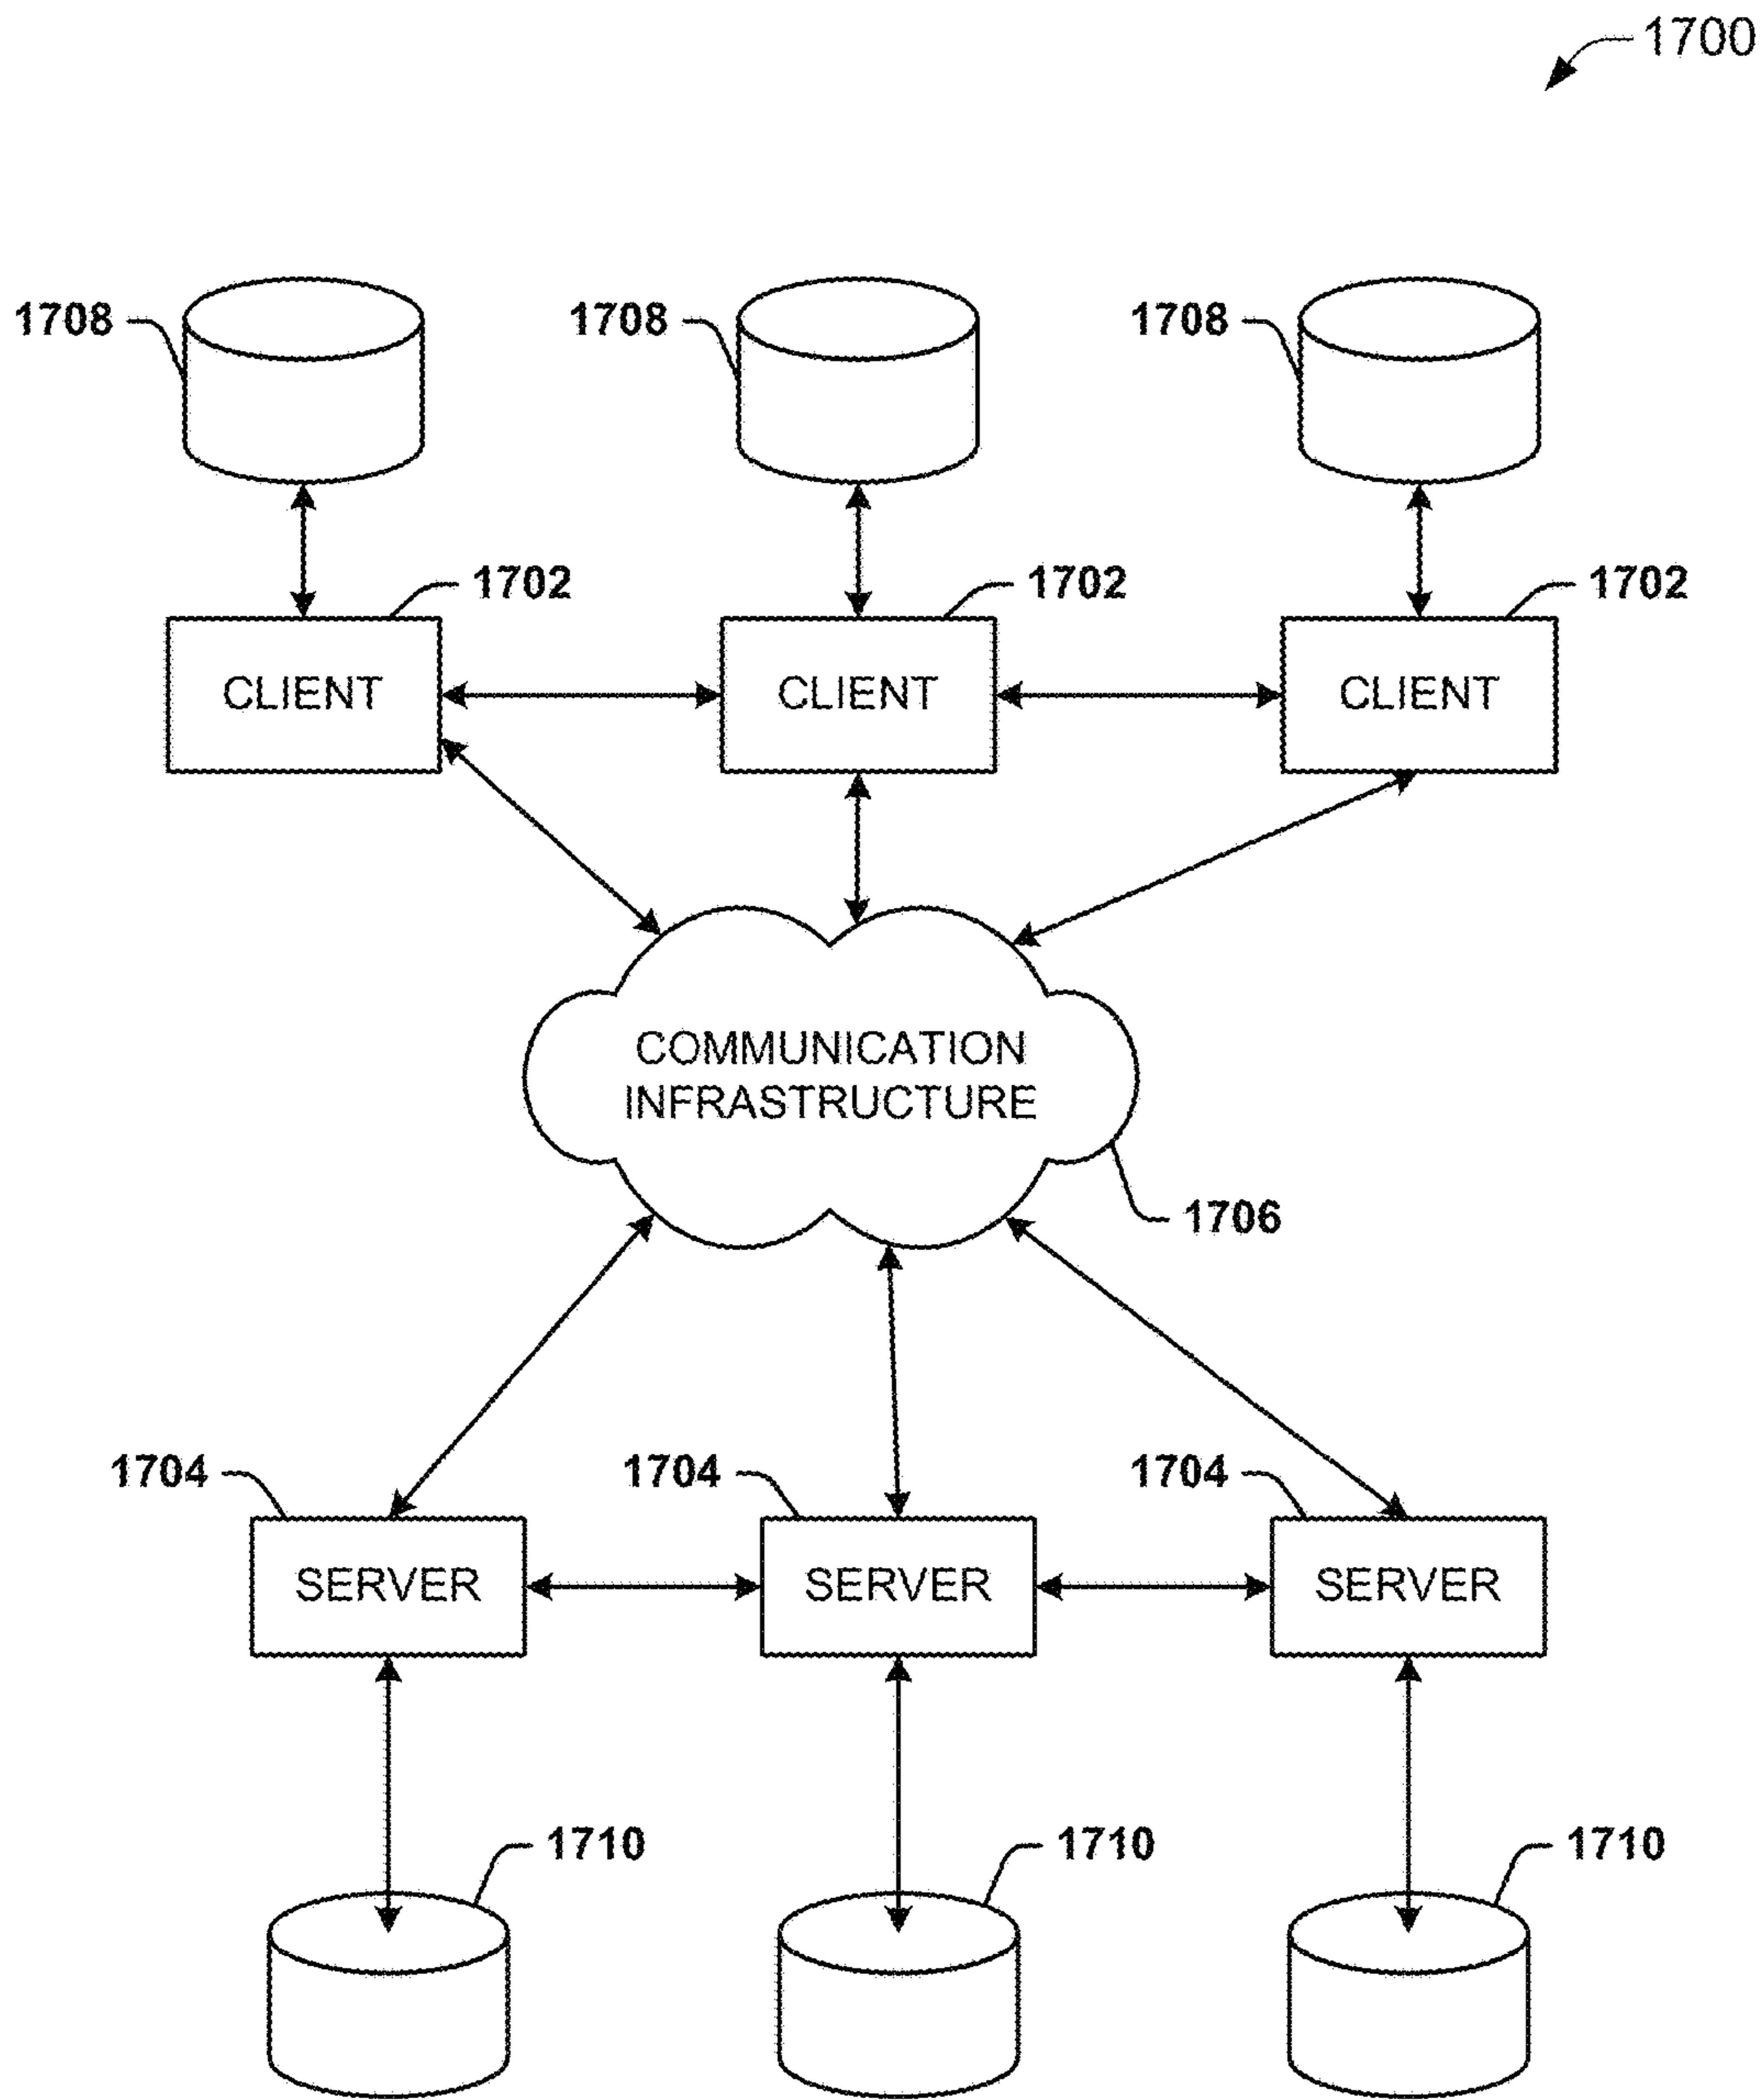 1700
1708 1708 1708
1702 1702 1702
CLIENT CLIENT CLIENT
COMMUNICATION
INFRASTRUCTURE
1706
1704 1704 1704
SERVER SERVER SERVER
1710 1710 1710